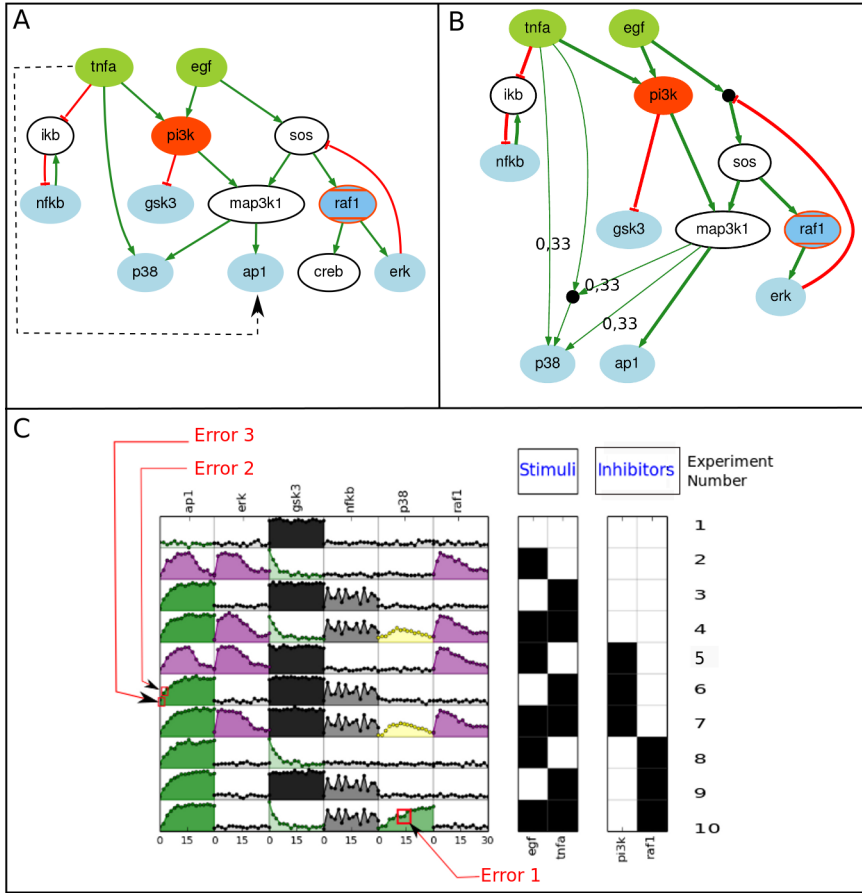 A
tnfa
egf
ikb
pi3k
sos
nfkb
gsk3
map3k1
raf1
p38
ap1
creb
erk
B
tnfa
egf
ikb
pi3k
nfkb
sos
gsk3
map3k1
raf1
0,33
0,33
erk
0,33
p38
ap1
C
Error 3
Error 2
Stimuli
Inhibitors
Experiment
Number
ap1
erk
gsk3
nfkb
p38
raf1
1
2
3
4
5
6
7
8
9
10
0 15 0 15 0 15 0 15 0 15 0 15 30
egf
tnfa
pi3k
raf1
Error 1